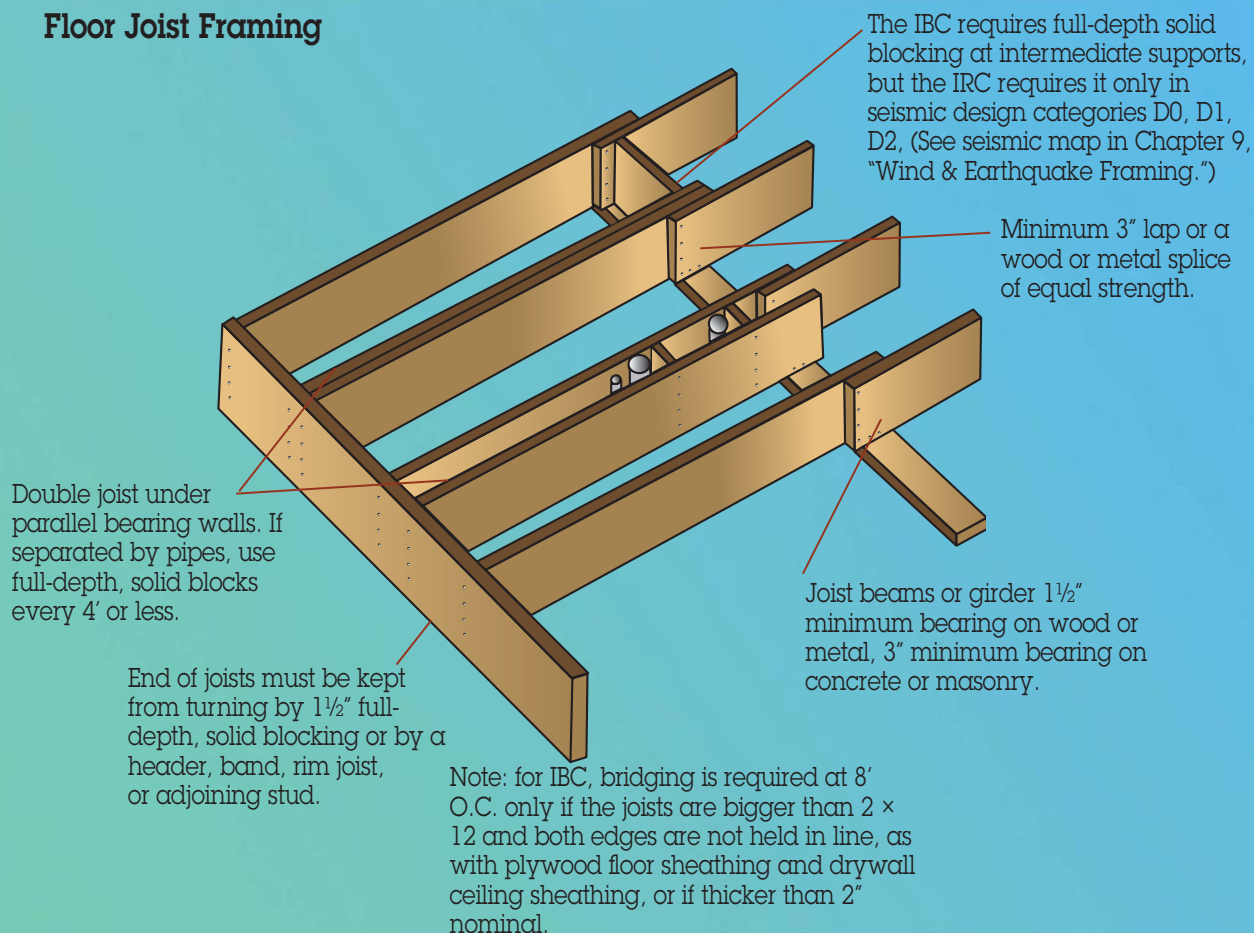 Floor Joist Framing
The IBC requires full-depth solid
blocking at intermediate supports,
but the IRC requires it only in
seismic design categories D0, D1,
D2, (See seismic map in Chapter 9,
“Wind & Earthquake Framing.”)
Minimum 3″ lap or a
wood or metal splice
of equal strength.
Double joist under
parallel bearing walls. If
separated by pipes, use
full-depth, solid blocks
every 4′ or less.
Joist beams or girder 1½″
minimum bearing on wood or
metal, 3″ minimum bearing on
concrete or masonry.
End of joists must be kept
from turning by 1½″ full-
depth, solid blocking or by a
header, band, rim joist,
or adjoining stud.
Note: for IBC, bridging is required at 8′
O.C. only if the joists are bigger than 2 ×
12 and both edges are not held in line, as
with plywood floor sheathing and drywall
ceiling sheathing, or if thicker than 2″
nominal.